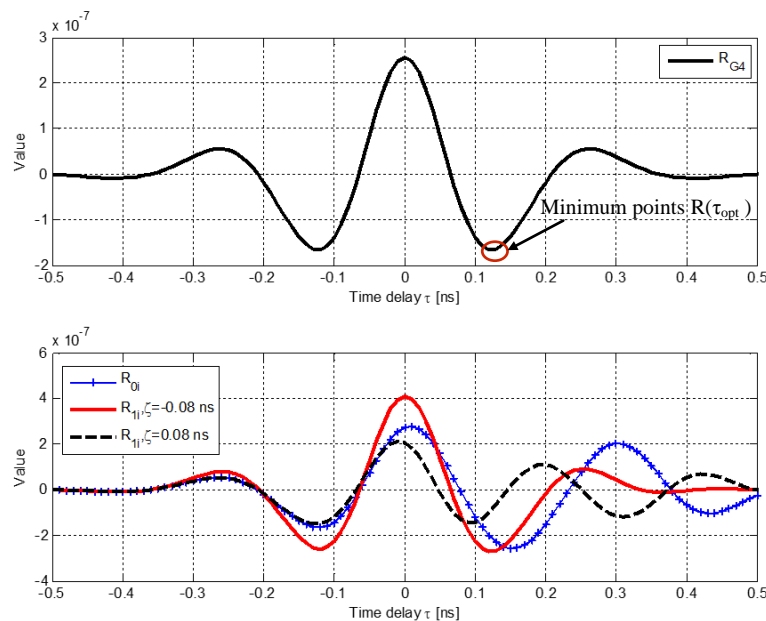 x 10^-7
3
2
1
0
-1
-2
Value
R_G4
Minimum points R(τ_opt )
-0.5 -0.4 -0.3 -0.2 -0.1 0 0.1 0.2 0.3 0.4 0.5
Time delay τ [ns]
x 10^-7
6
4
2
0
-2
-4
Value
R_0i
R_1i,ζ=-0.08 ns
R_1i,ζ=0.08 ns
-0.5 -0.4 -0.3 -0.2 -0.1 0 0.1 0.2 0.3 0.4 0.5
Time delay τ [ns]